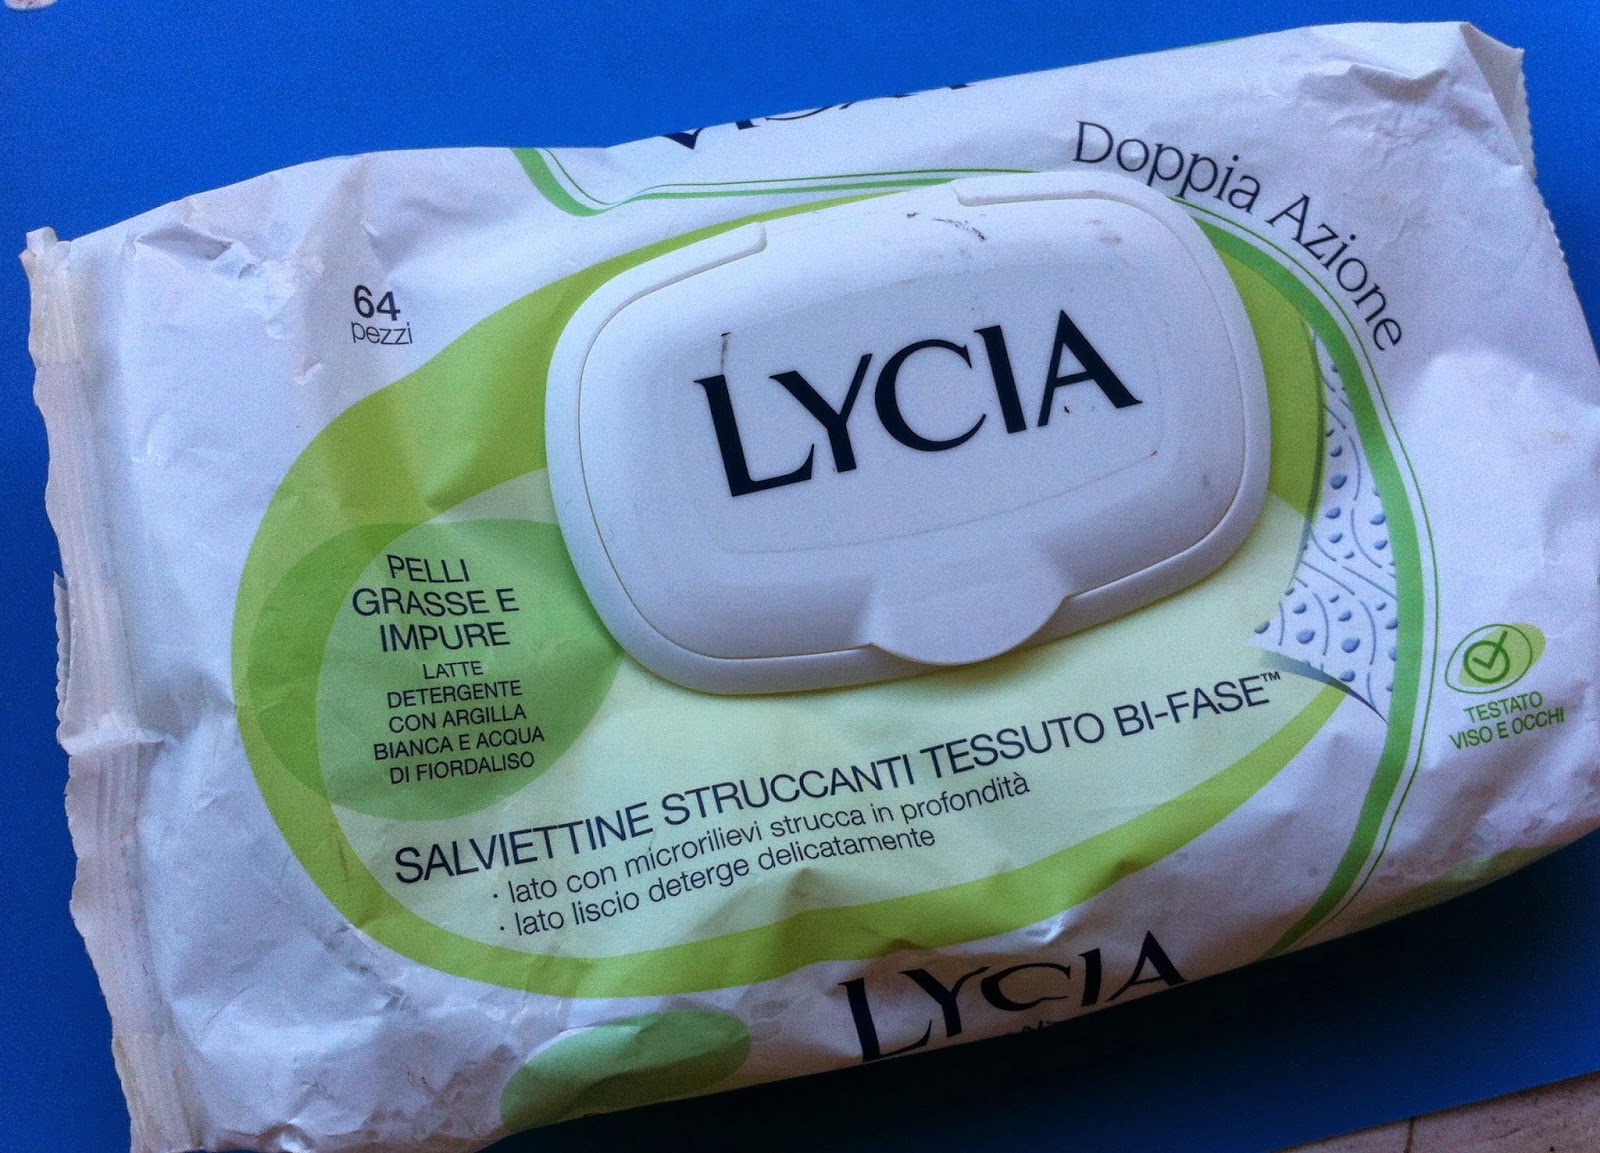 Doppia Azione
64
pezzi
LYCIA
PELLI
GRASSE E
IMPURE
LATTE
DETERGENTE
CON ARGILLA
BIANCA E ACQUA
DI FIORDALISO
SALVIETTINE STRUCCANTI TESSUTO BI-FASE™
· lato con microrilievi strucca in profondità
· lato liscio deterge delicatamente
TESTATO
VISO E OCCHI
LYCIA